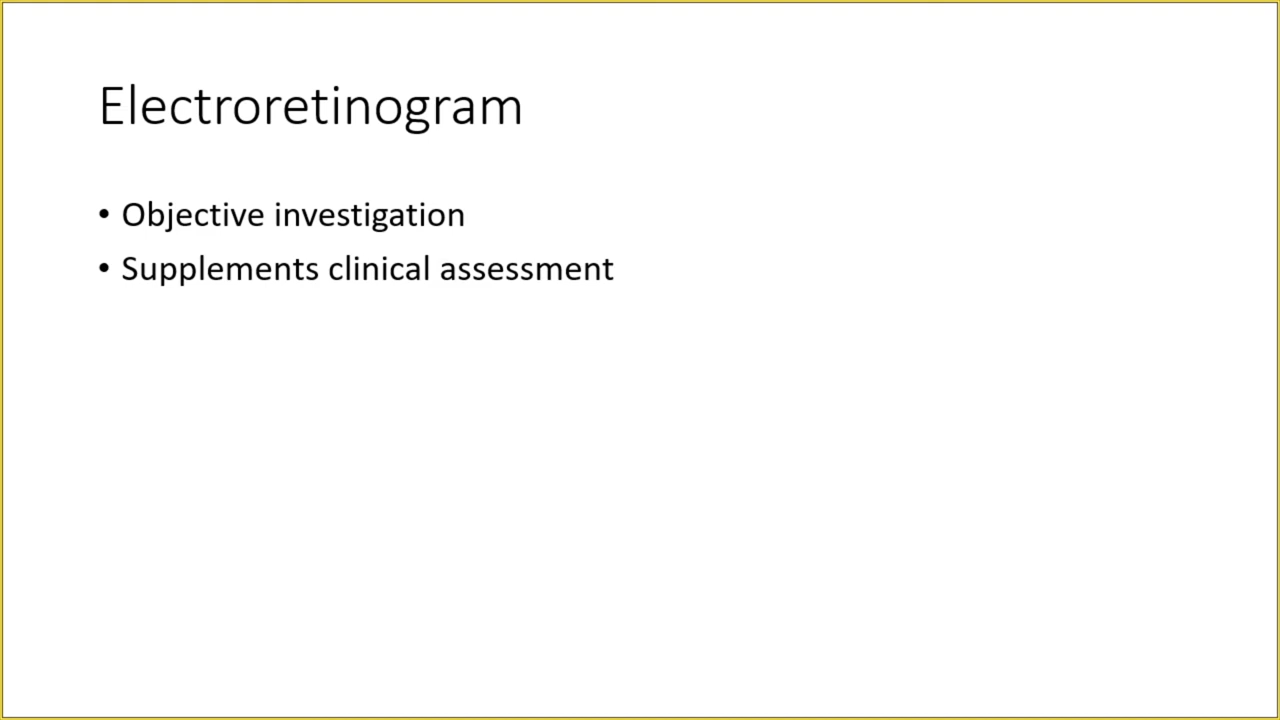 Electroretinogram
• Objective investigation
• Supplements clinical assessment